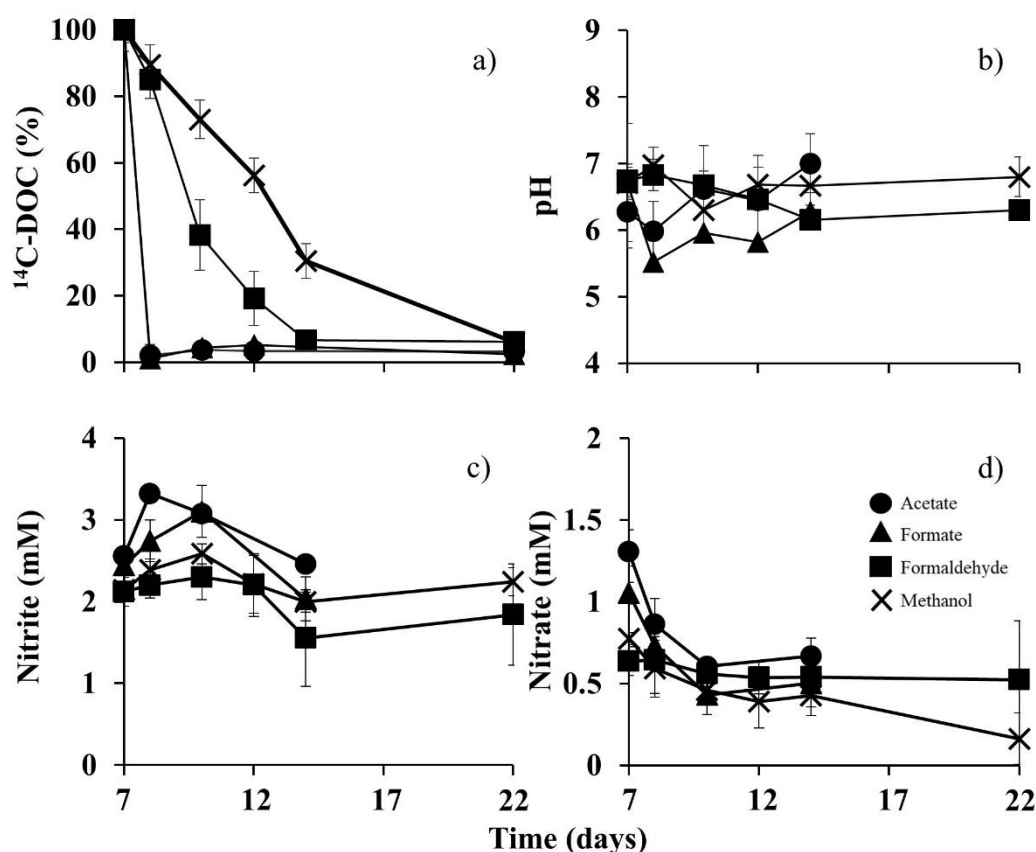 100
80
60
40
20
0
¹⁴C-DOC (%)
a)
9
8
7
6
5
4
pH
b)
4
3
2
1
0
Nitrite (mM)
c)
7
12
17
22
2
1.5
1
0.5
0
Nitrate (mM)
d)
Acetate
Formate
Formaldehyde
Methanol
7
12
17
22
Time (days)